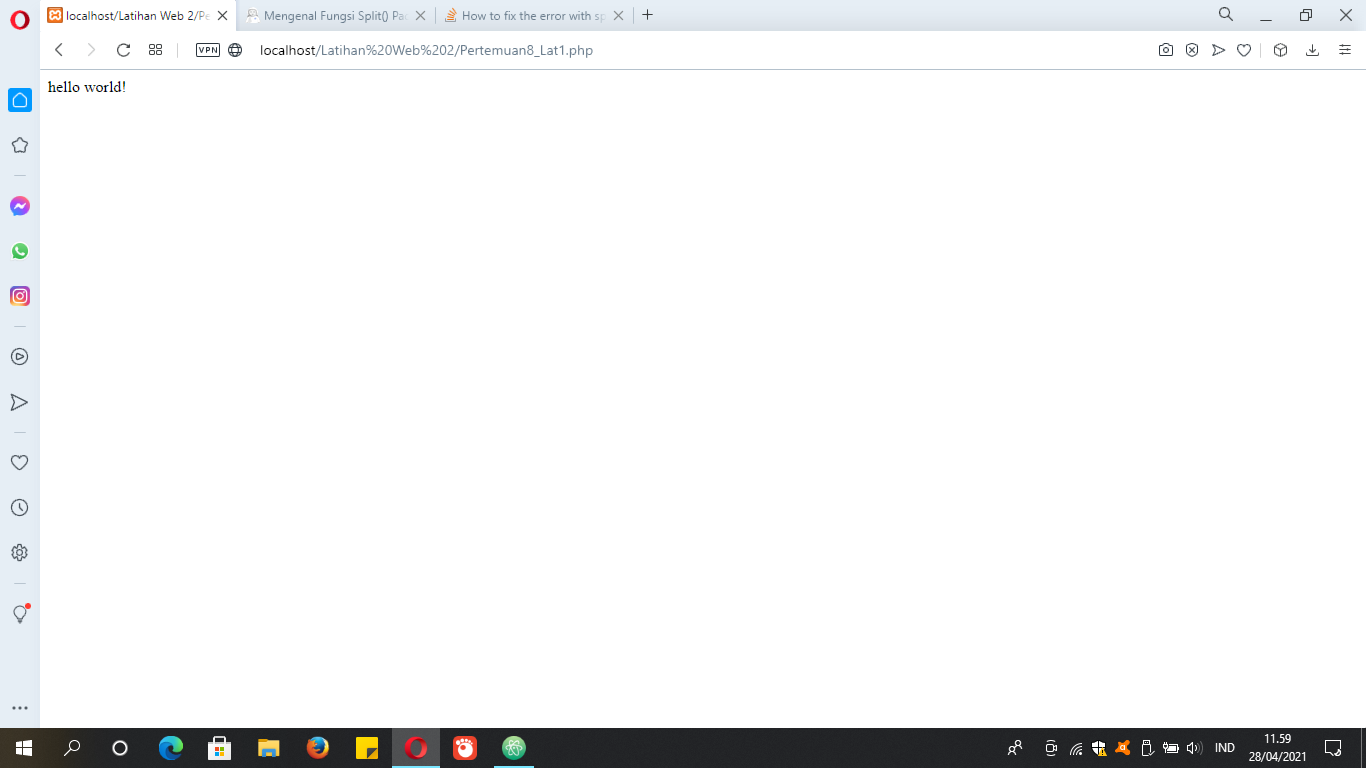 localhost/Latihan Web 2/Pe
Mengenal Fungsi Split() Pa
How to fix the error with sp
VPN
localhost/Latihan%20Web%202/Pertemuan8_Lat1.php
hello world!
IND
11.59
28/04/2021